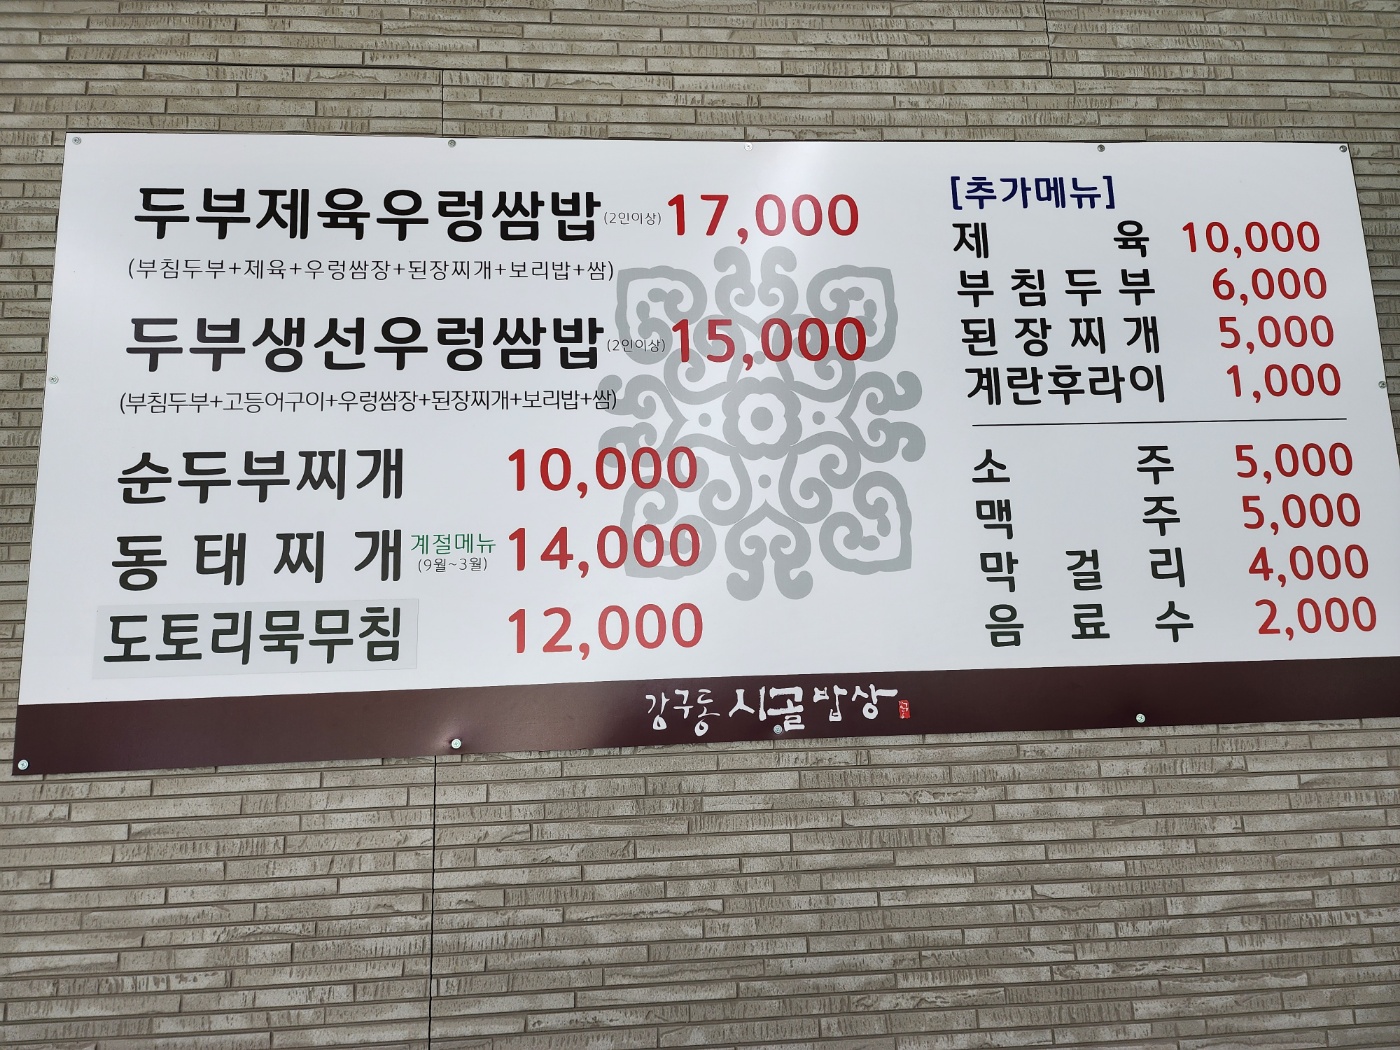 두부제육우렁쌈밥(2인이상) 17,000
(부침두부+제육+우렁쌈장+된장찌개+보리밥+쌈)
두부생선우렁쌈밥(2인이상) 15,000
(부침두부+고등어구이+우렁쌈장+된장찌개+보리밥+쌈)
순두부찌개 10,000
동태찌개 계절메뉴 (9월~3월) 14,000
도토리묵무침 12,000
[추가메뉴]
제육 10,000
부침두부 6,000
된장찌개 5,000
계란후라이 1,000
소주 5,000
맥주 5,000
막걸리 4,000
음료수 2,000
강구동 시골밥상